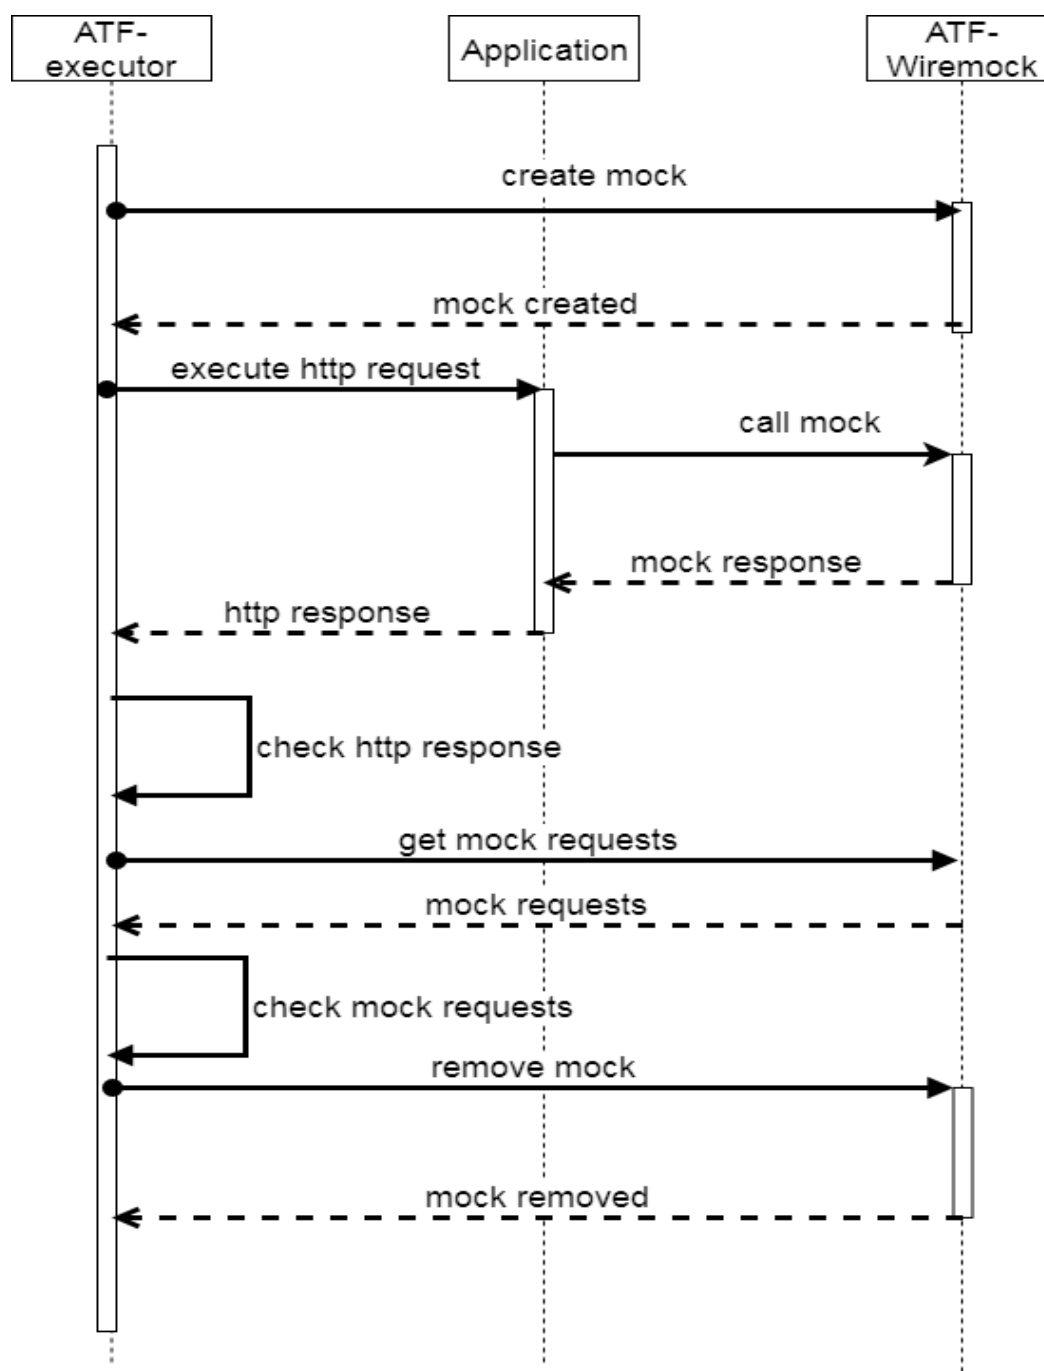 ATF-
executor
Application
ATF-
Wiremock
create mock
mock created
execute http request
call mock
mock response
http response
check http response
get mock requests
mock requests
check mock requests
remove mock
mock removed